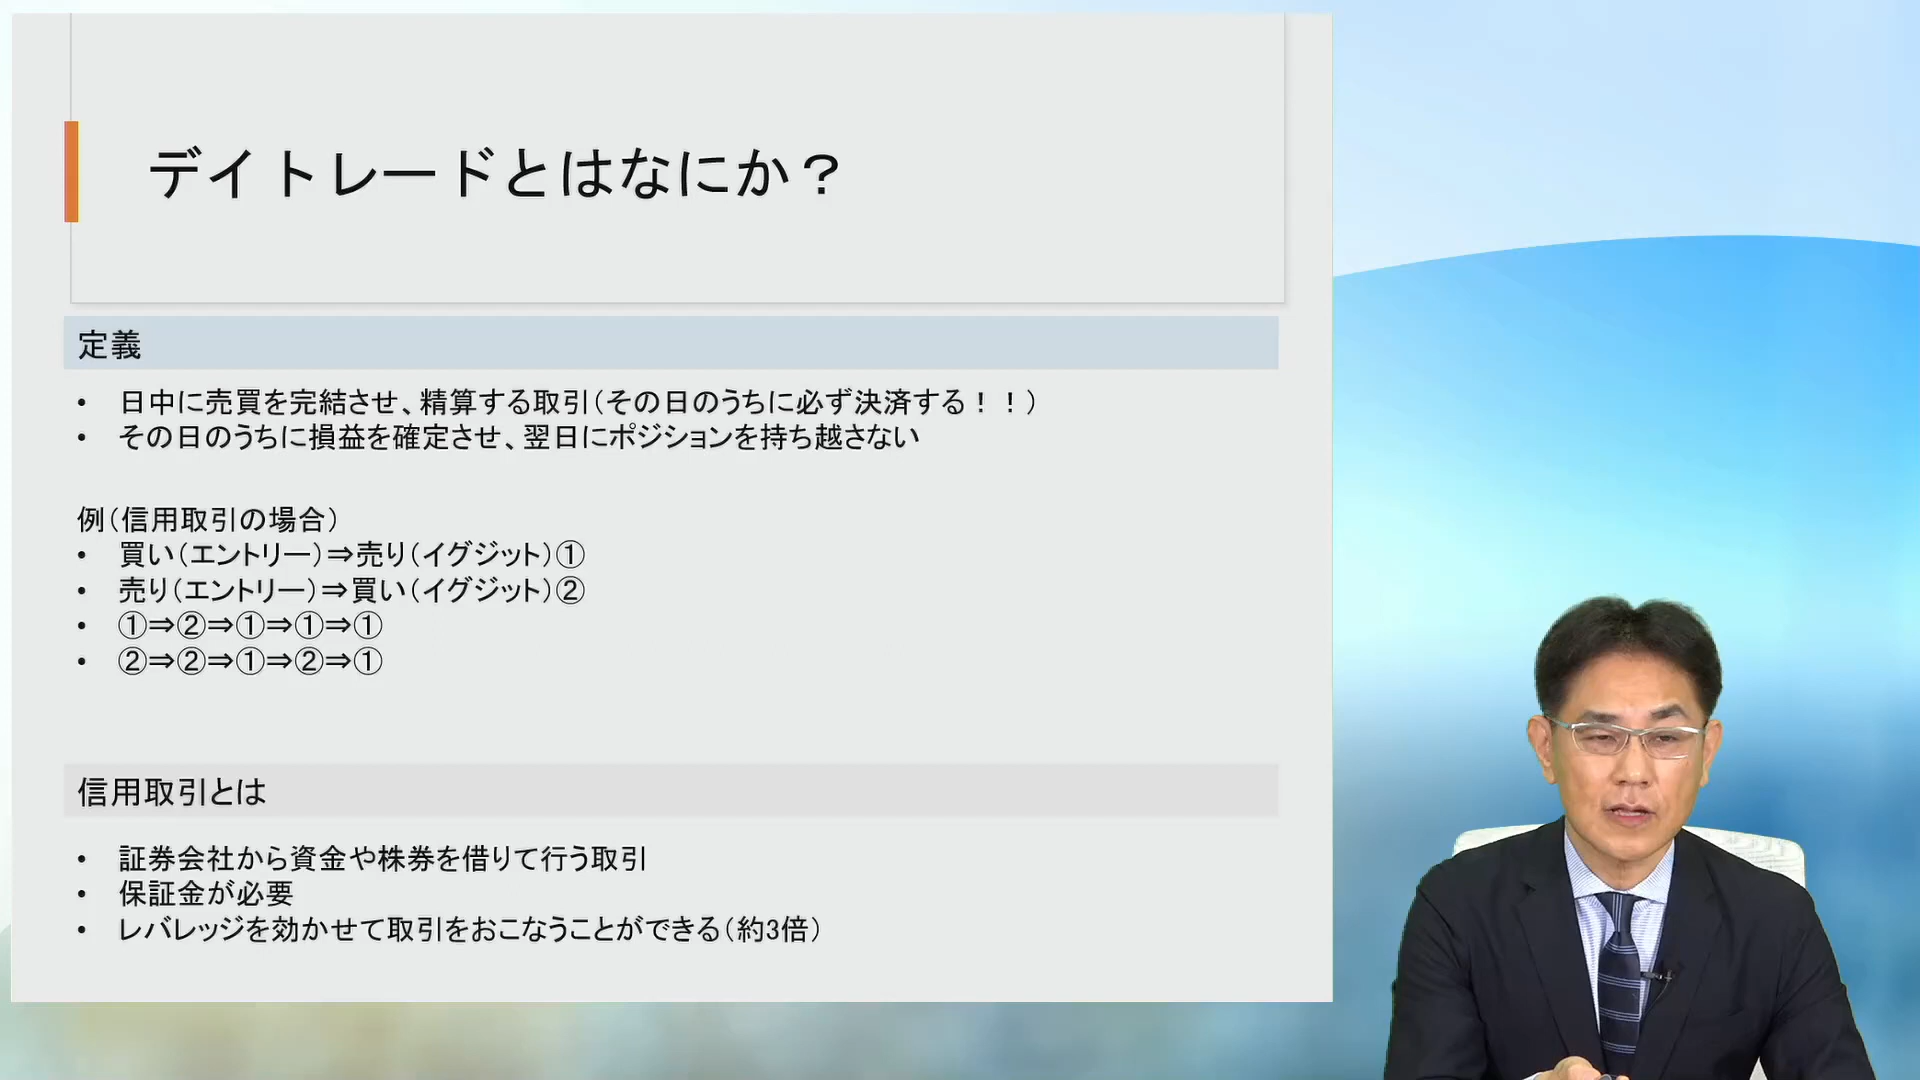 デイトレードとはなにか？
定義
• 日中に売買を完結させ、精算する取引（その日のうちに必ず決済する！！）
• その日のうちに損益を確定させ、翌日にポジションを持ち越さない
例（信用取引の場合）
• 買い（エントリー）⇒売り（イグジット）①
• 売り（エントリー）⇒買い（イグジット）②
• ①⇒②⇒①⇒①⇒①
• ②⇒②⇒①⇒②⇒①
信用取引とは
• 証券会社から資金や株券を借りて行う取引
• 保証金が必要
• レバレッジを効かせて取引をおこなうことができる（約3倍）